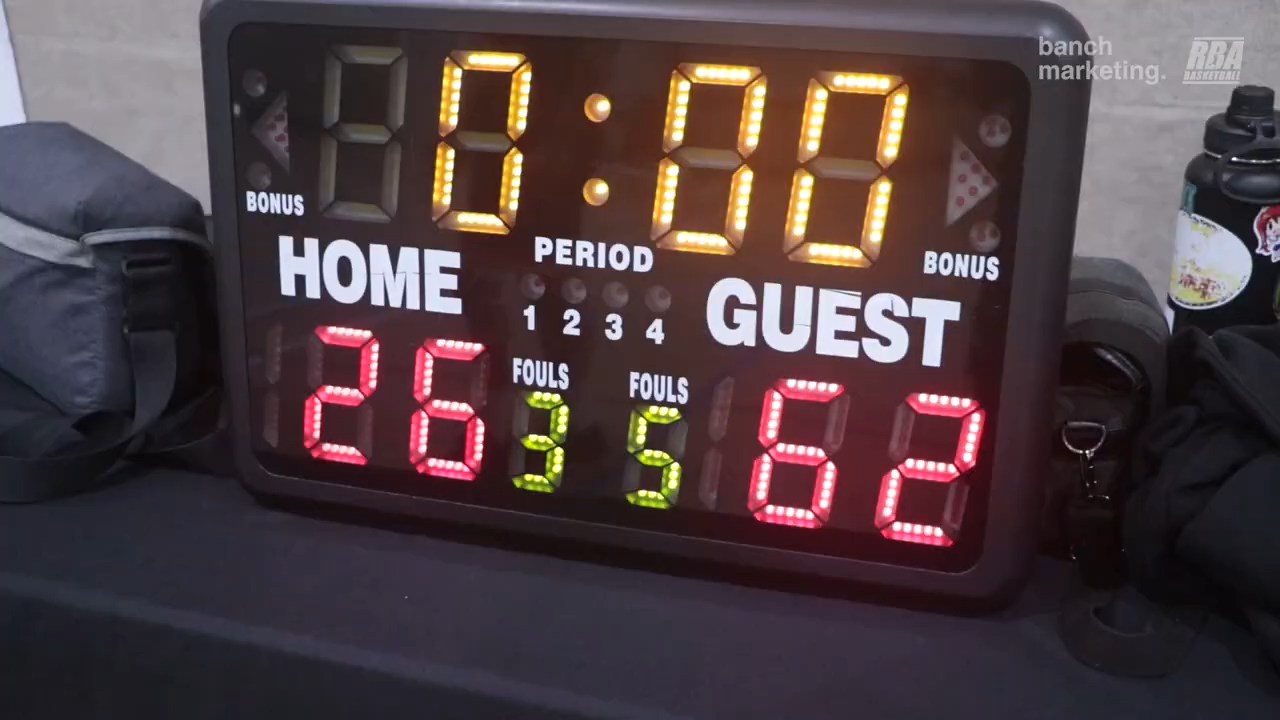 banch
marketing.
RBA
BASKETBALL
0:00
BONUS
BONUS
HOME
PERIOD
GUEST
1 2 3 4
FOULS
FOULS
26
3
5
62